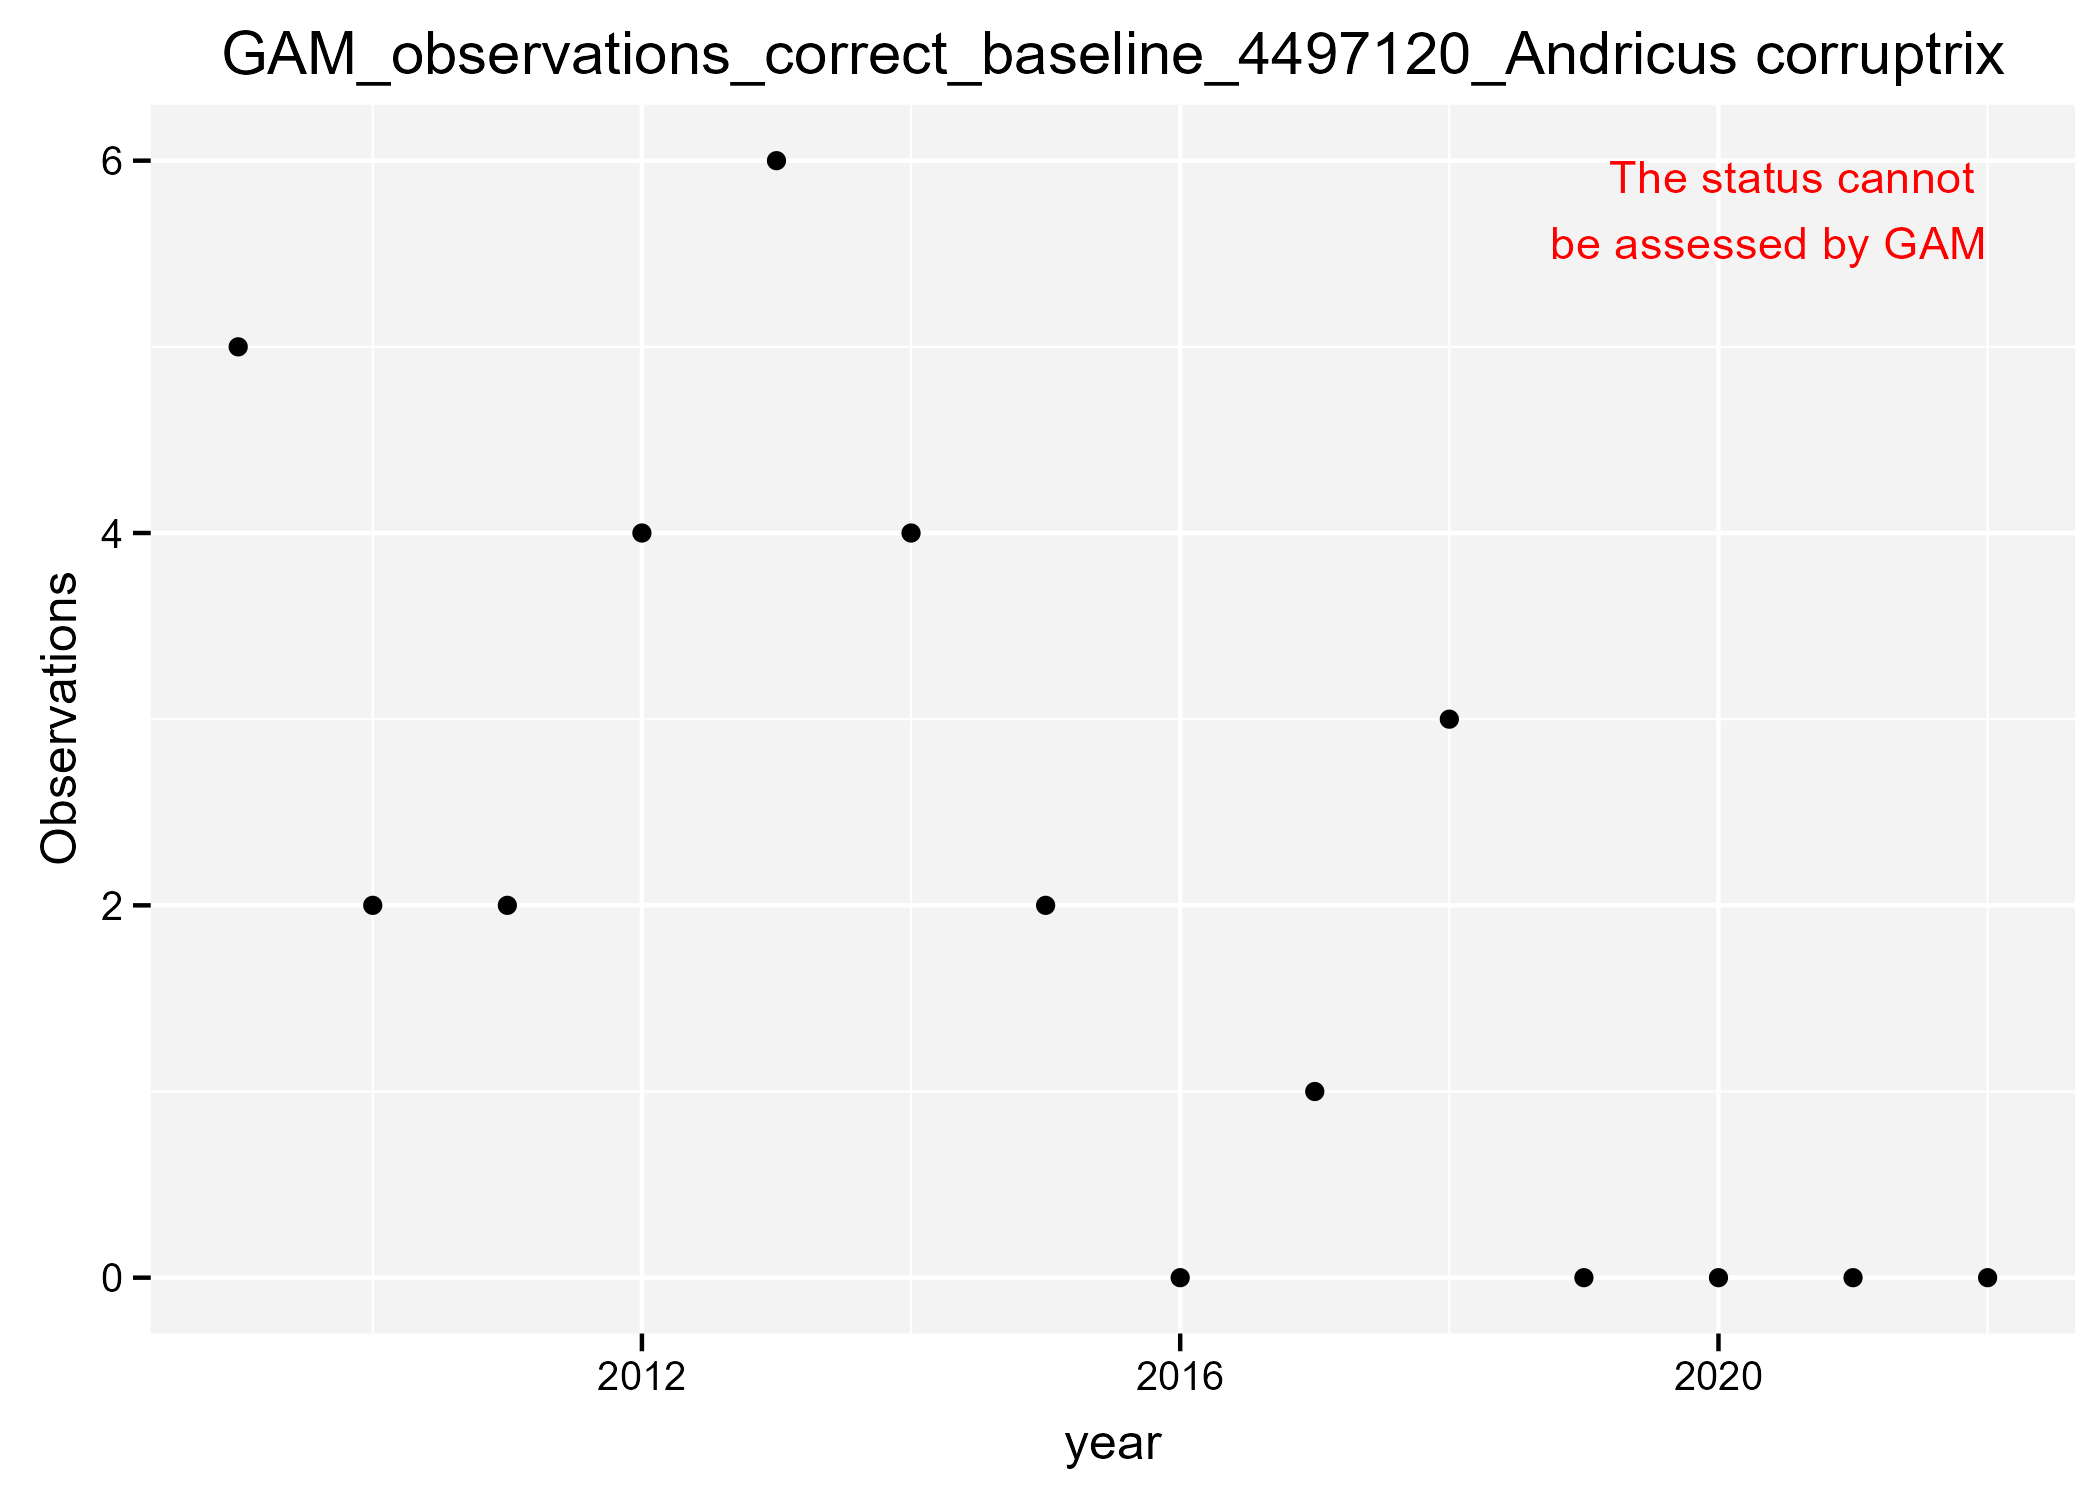 GAM_observations_correct_baseline_4497120_Andricus corruptrix
The status cannot
be assessed by GAM
Observations
6
4
2
0
2012
2016
2020
year